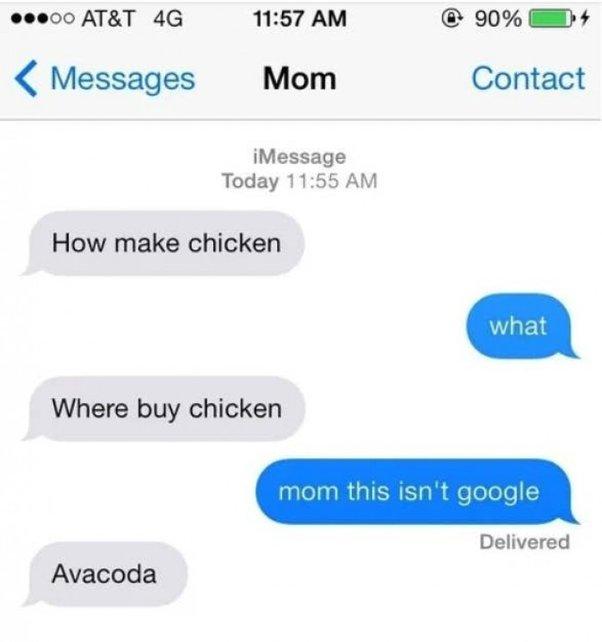 AT&T 4G 11:57 AM 90%
Messages Mom Contact
iMessage
Today 11:55 AM
How make chicken
what
Where buy chicken
mom this isn't google
Delivered
Avacoda